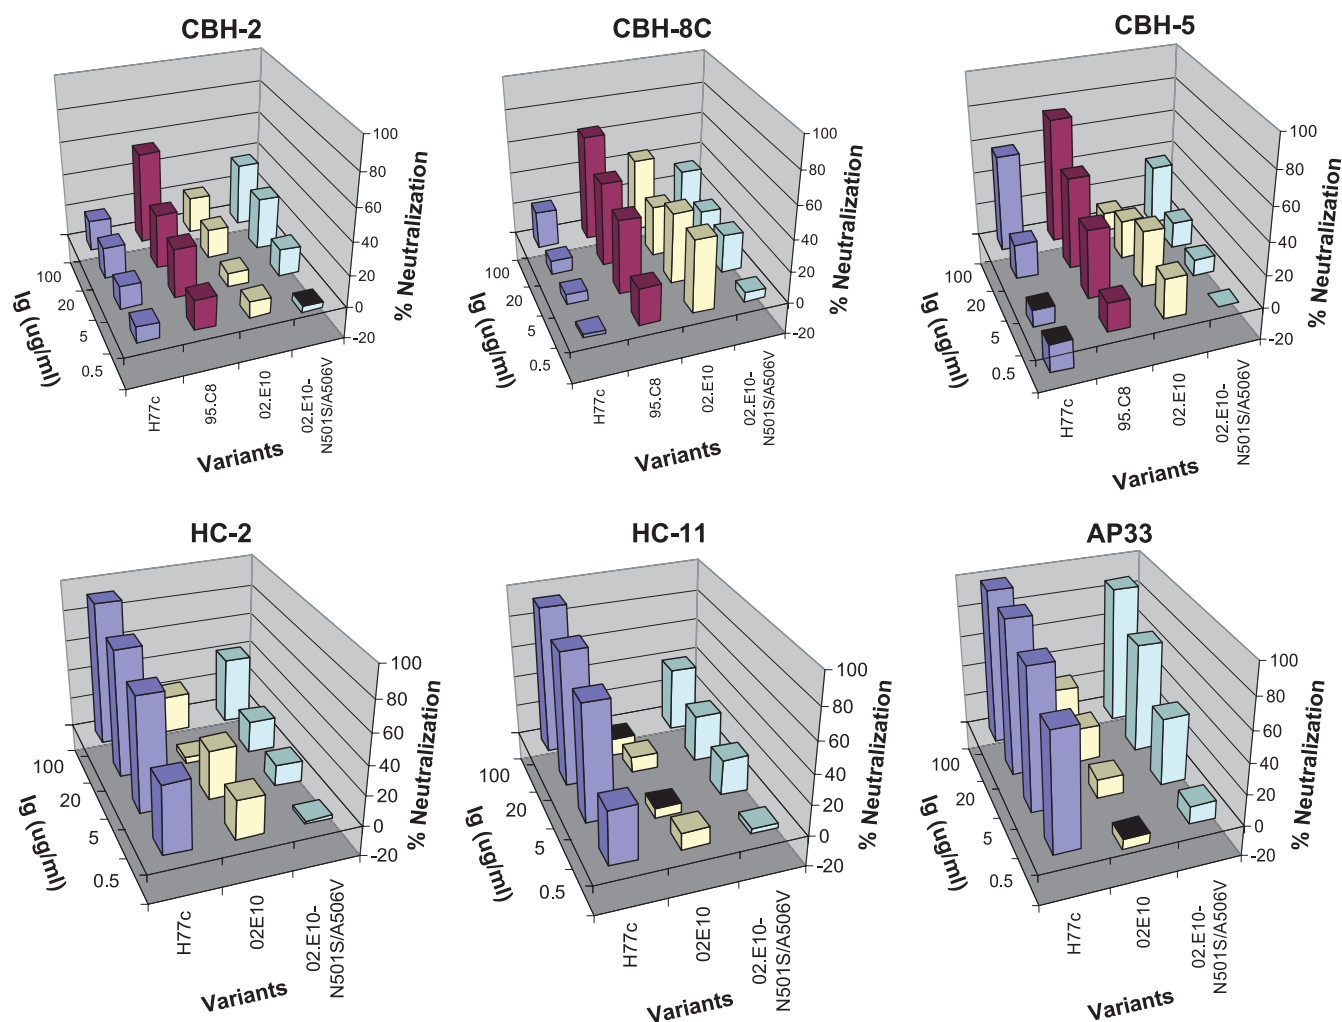 CBH-2
100
80
60
40
20
0
-20
% Neutralization
100
20
5
0.5
Ig (ug/ml)
H77c
95.C8
02.E10
02.E10-
N501S/A506V
Variants
CBH-8C
100
80
60
40
20
0
-20
% Neutralization
100
20
5
0.5
Ig (ug/ml)
H77c
95.C8
02.E10
02.E10-
N501S/A506V
Variants
CBH-5
100
80
60
40
20
0
-20
% Neutralization
100
20
5
0.5
Ig (ug/ml)
H77c
95.C8
02.E10
02.E10-
N501S/A506V
Variants
HC-2
100
80
60
40
20
0
-20
% Neutralization
100
20
5
0.5
Ig (ug/ml)
H77c
02E10
02.E10-
N501S/A506V
Variants
HC-11
100
80
60
40
20
0
-20
% Neutralization
100
20
5
0.5
Ig (ug/ml)
H77c
02E10
02.E10-
N501S/A506V
Variants
AP33
100
80
60
40
20
0
-20
% Neutralization
100
20
5
0.5
Ig (ug/ml)
H77c
02E10
02.E10-
N501S/A506V
Variants